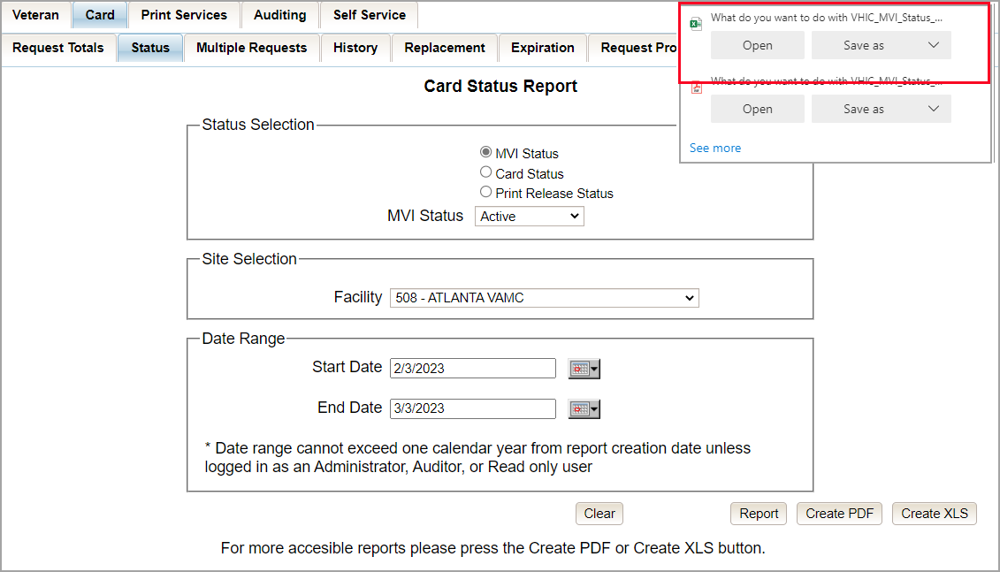 Veteran Card Print Services Auditing Self Service
Request Totals Status Multiple Requests History Replacement Expiration Request Pro
What do you want to do with VHIC_MVI_Status_...
Open Save as
What do you want to do with VHIC_MVI_Status_...
Open Save as
See more
Card Status Report
Status Selection
MVI Status
Card Status
Print Release Status
MVI Status Active
Site Selection
Facility 508 - ATLANTA VAMC
Date Range
Start Date 2/3/2023
End Date 3/3/2023
* Date range cannot exceed one calendar year from report creation date unless
logged in as an Administrator, Auditor, or Read only user
Clear Report Create PDF Create XLS
For more accesible reports please press the Create PDF or Create XLS button.